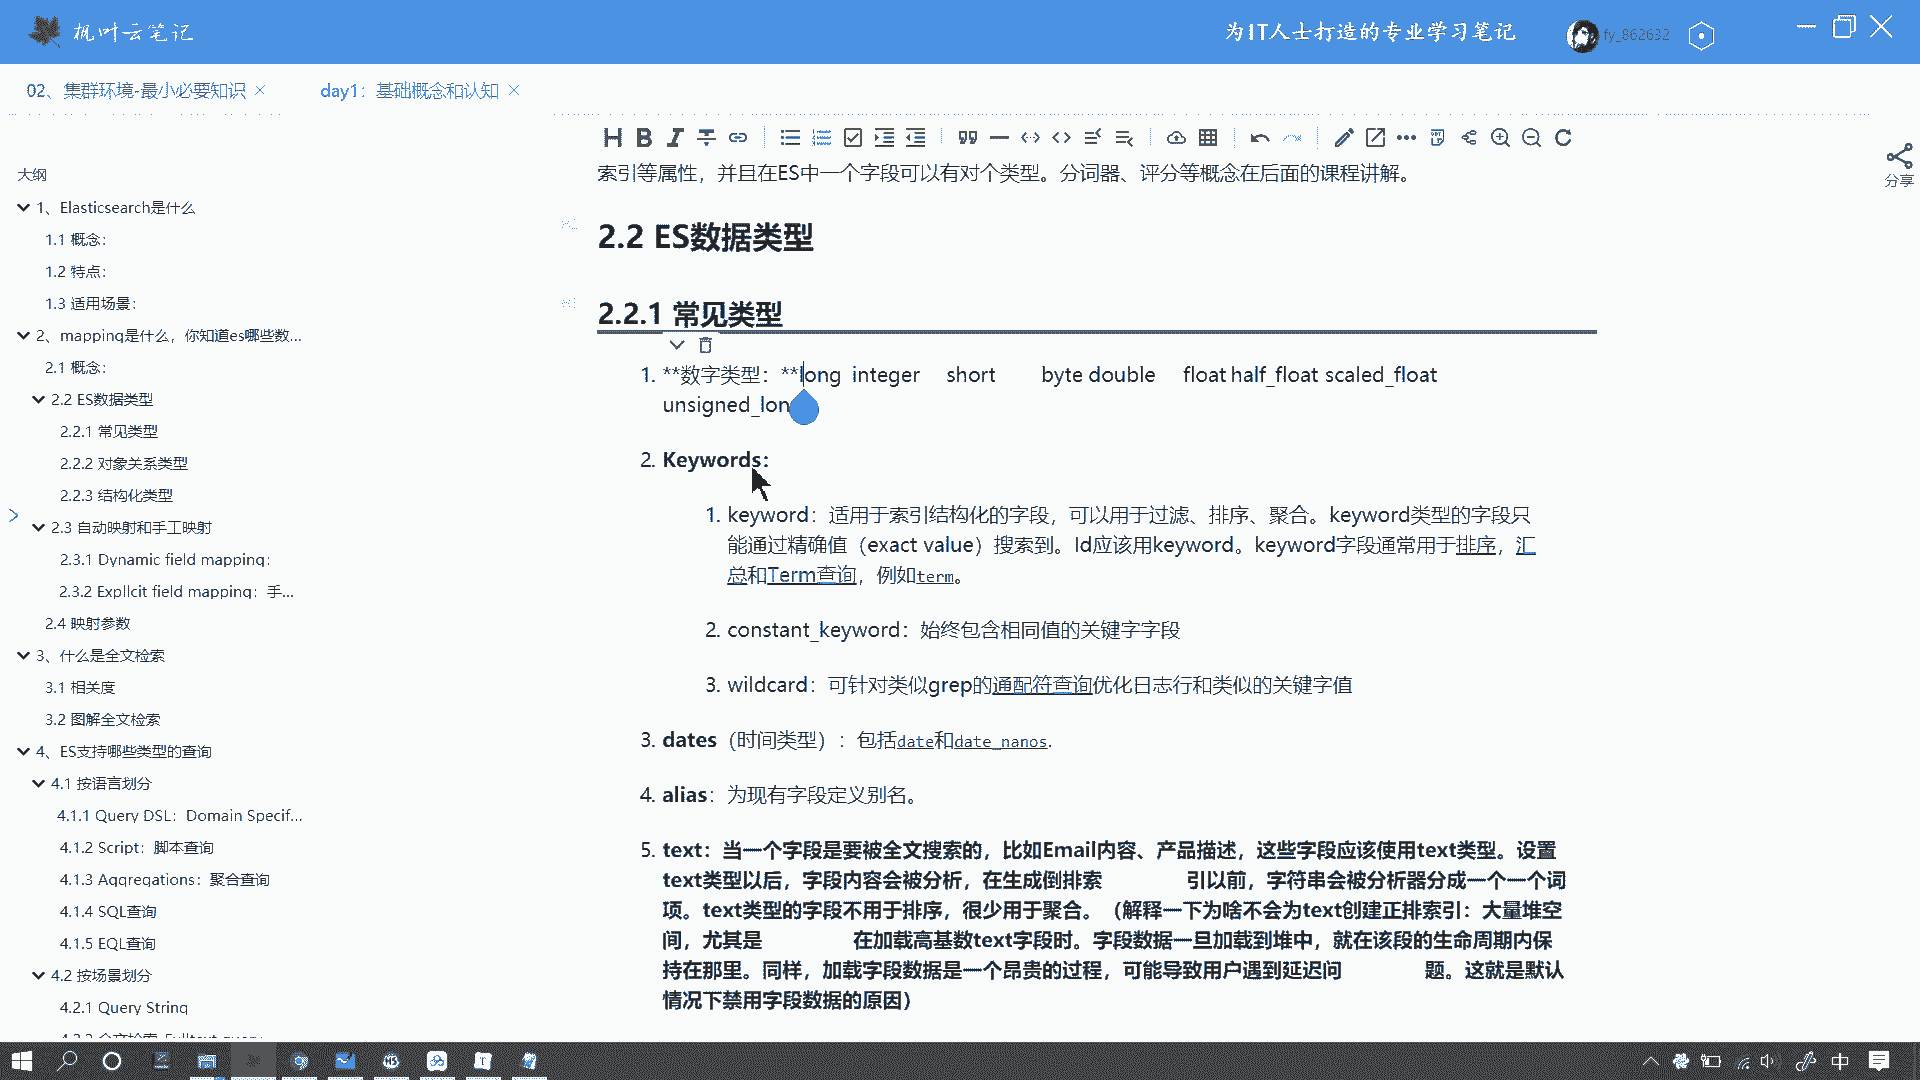 枫叶云笔记
为IT人士打造的专业学习笔记
fy_862632
02、集群环境-最小必要知识
day1：基础概念和认知
分享
大纲
1、Elasticsearch是什么
1.1 概念：
1.2 特点：
1.3 适用场景：
2、mapping是什么，你知道es哪些数...
2.1 概念：
2.2 ES数据类型
2.2.1 常见类型
2.2.2 对象关系类型
2.2.3 结构化类型
2.3 自动映射和手工映射
2.3.1 Dynamic field mapping：
2.3.2 Expllcit field mapping：手...
2.4 映射参数
3、什么是全文检索
3.1 相关度
3.2 图解全文检索
4、ES支持哪些类型的查询
4.1 按语言划分
4.1.1 Query DSL：Domain Specif...
4.1.2 Script：脚本查询
4.1.3 Aggregations：聚合查询
4.1.4 SQL查询
4.1.5 EQL查询
4.2 按场景划分
4.2.1 Query String
索引等属性，并且在ES中一个字段可以有对个类型。分词器、评分等概念在后面的课程讲解。
2.2 ES数据类型
2.2.1 常见类型
1. **数字类型：**long integer short byte double float half_float scaled_float
unsigned_lon
2. Keywords：
1. keyword：适用于索引结构化的字段，可以用于过滤、排序、聚合。keyword类型的字段只
能通过精确值（exact value）搜索到。Id应该用keyword。keyword字段通常用于排序，汇
总和Term查询，例如term。
2. constant_keyword：始终包含相同值的关键字字段
3. wildcard：可针对类似grep的通配符查询优化日志行和类似的关键字值
3. dates（时间类型）：包括date和date_nanos.
4. alias：为现有字段定义别名。
5. text：当一个字段是要被全文搜索的，比如Email内容、产品描述，这些字段应该使用text类型。设置
text类型以后，字段内容会被分析，在生成倒排索 引以前，字符串会被分析器分成一个一个词
项。text类型的字段不用于排序，很少用于聚合。（解释一下为啥不会为text创建正排索引：大量堆空
间，尤其是 在加载高基数text字段时。字段数据一旦加载到堆中，就在该段的生命周期内保
持在那里。同样，加载字段数据是一个昂贵的过程，可能导致用户遇到延迟问 题。这就是默认
情况下禁用字段数据的原因）
中